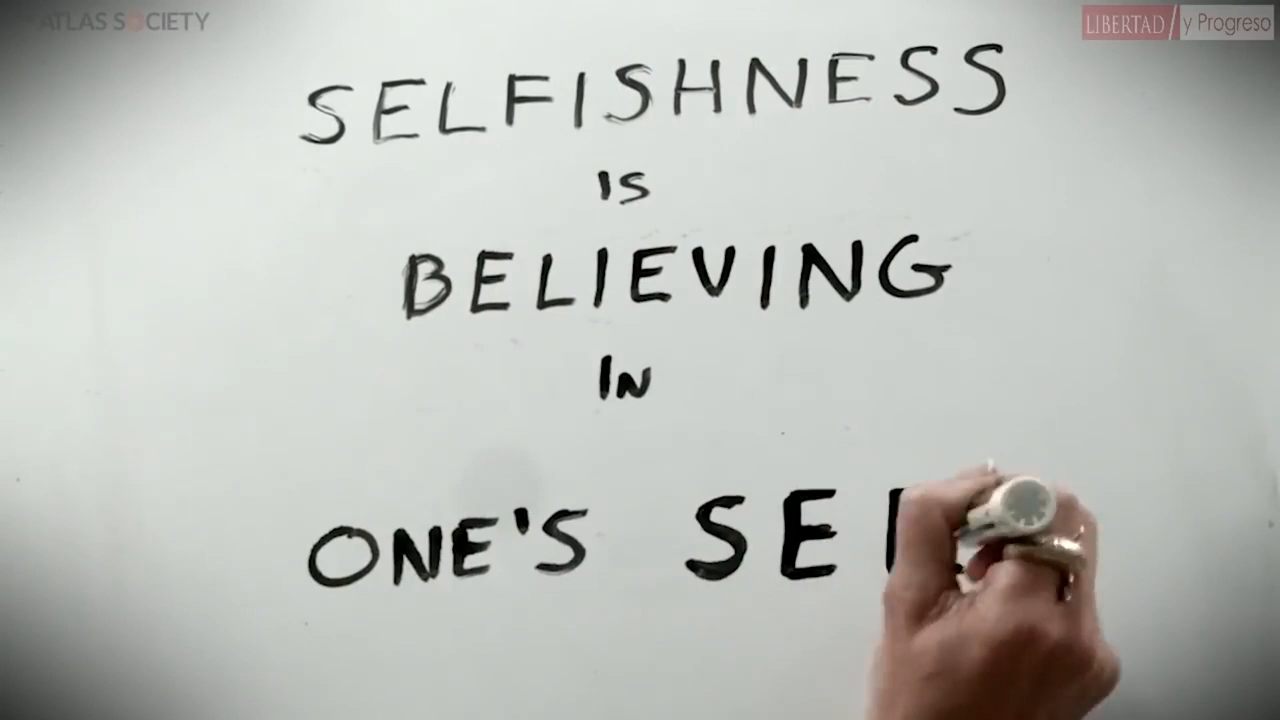 ATLAS SOCIETY
LIBERTAD/y Progreso
SELFISHNESS
IS
BELIEVING
IN
ONE'S SE